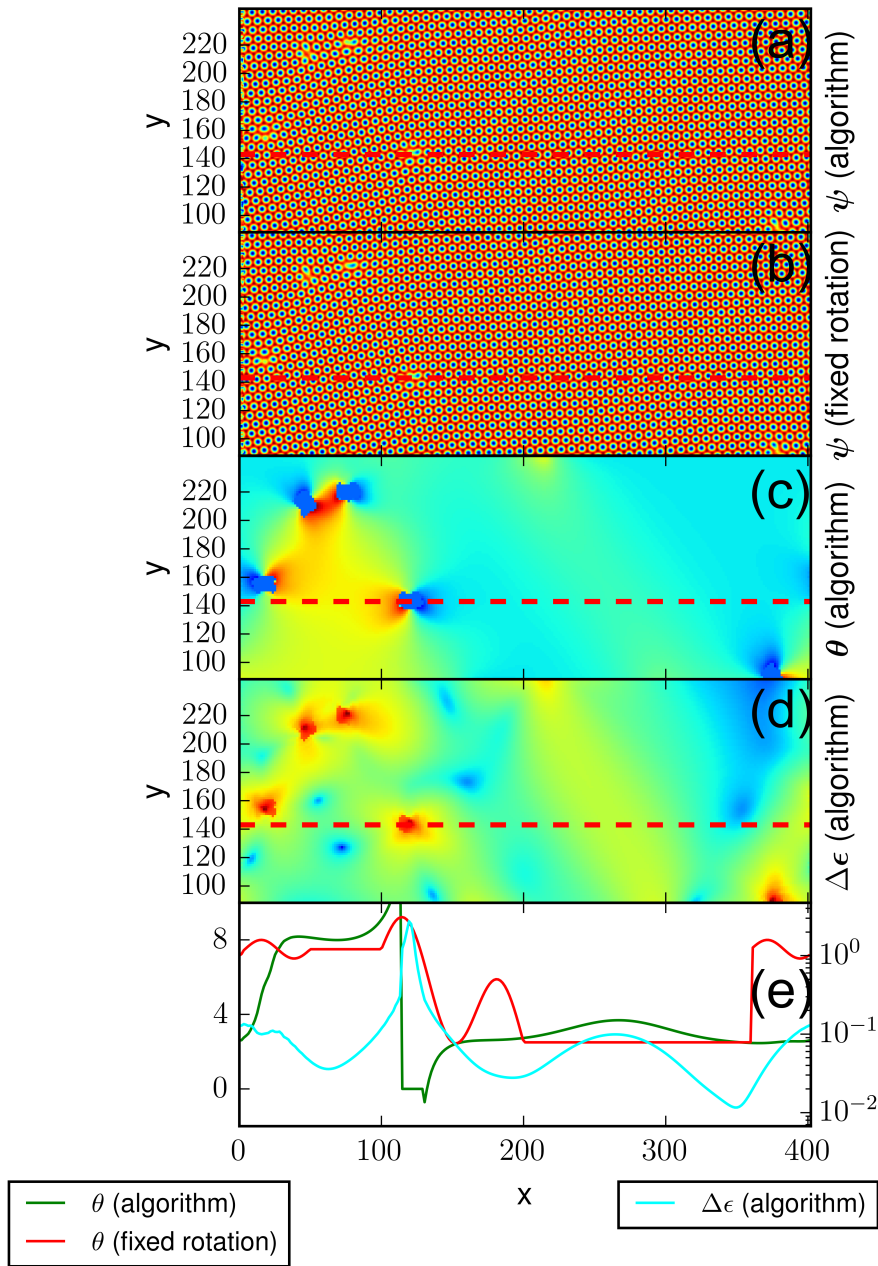 (a)
220
200
180
160
140
120
100
y
ψ (algorithm)
(b)
220
200
180
160
140
120
100
y
ψ (fixed rotation)
(c)
220
200
180
160
140
120
100
y
θ (algorithm)
(d)
220
200
180
160
140
120
100
y
Δϵ (algorithm)
(e)
8
4
0
10⁰
10⁻¹
10⁻²
0 100 200 300 400
x
θ (algorithm)
θ (fixed rotation)
Δϵ (algorithm)